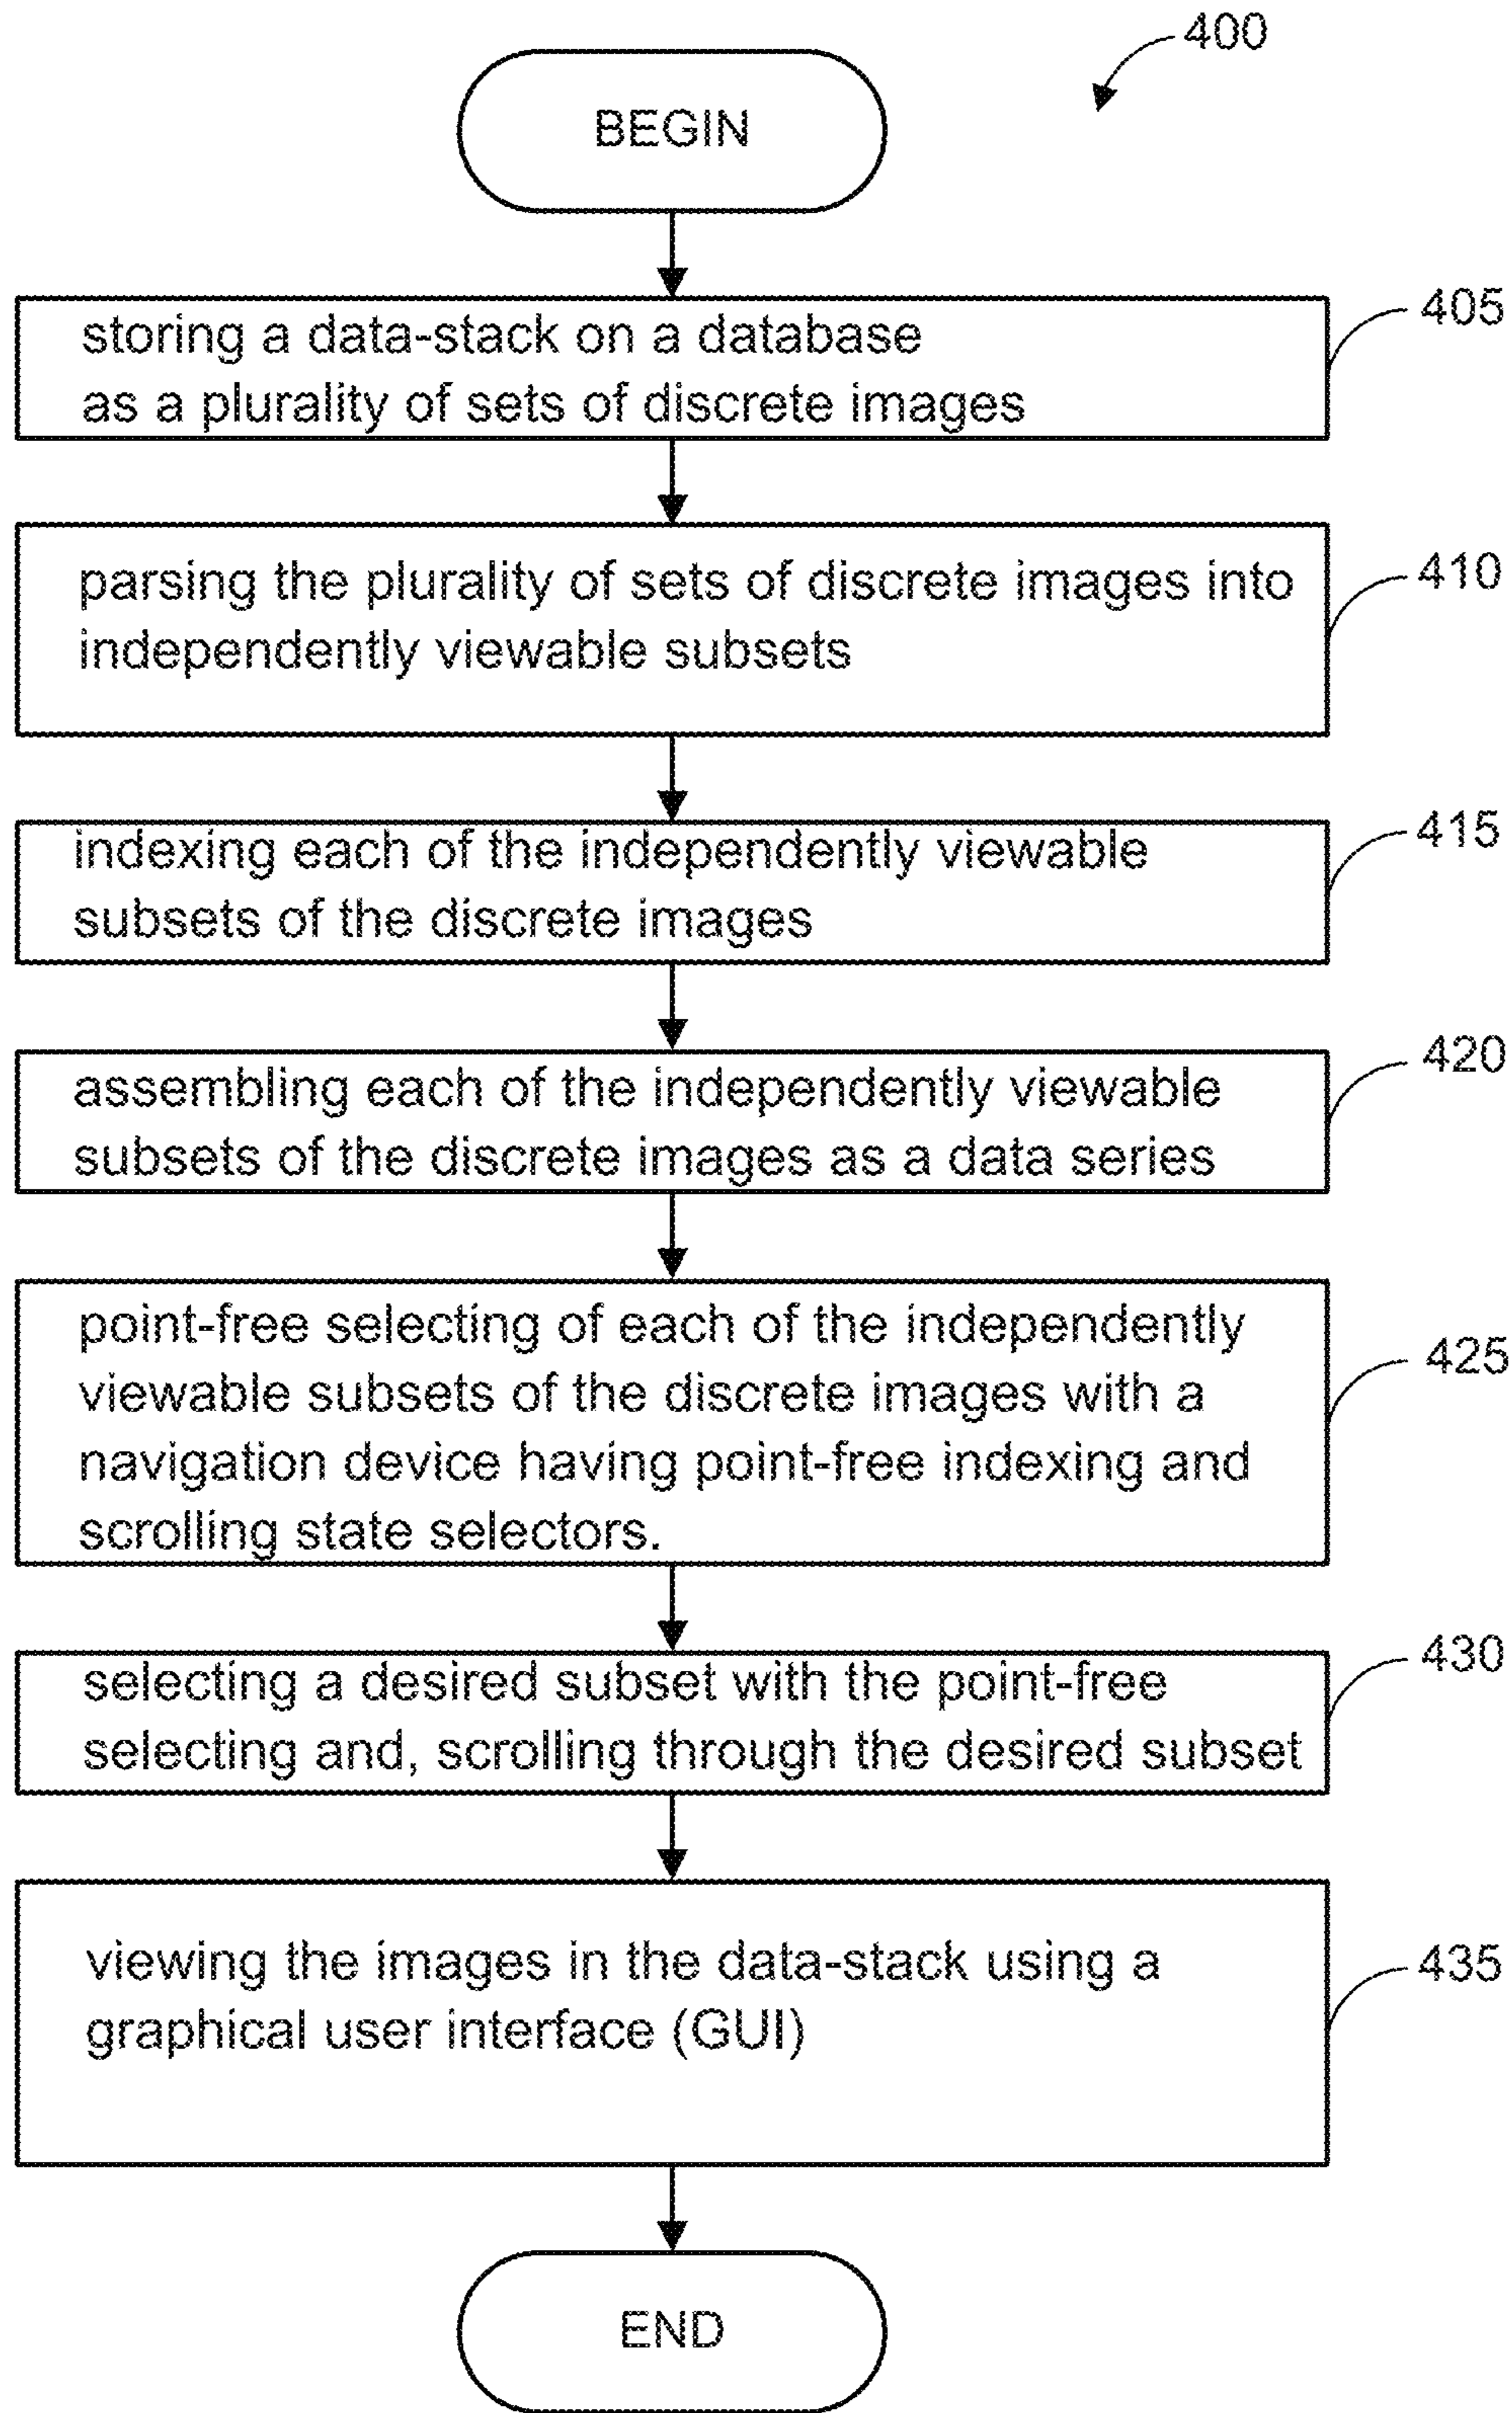 400
BEGIN
storing a data-stack on a database
as a plurality of sets of discrete images
405
parsing the plurality of sets of discrete images into
independently viewable subsets
410
indexing each of the independently viewable
subsets of the discrete images
415
assembling each of the independently viewable
subsets of the discrete images as a data series
420
point-free selecting of each of the independently
viewable subsets of the discrete images with a
navigation device having point-free indexing and
scrolling state selectors.
425
selecting a desired subset with the point-free
selecting and, scrolling through the desired subset
430
viewing the images in the data-stack using a
graphical user interface (GUI)
435
END